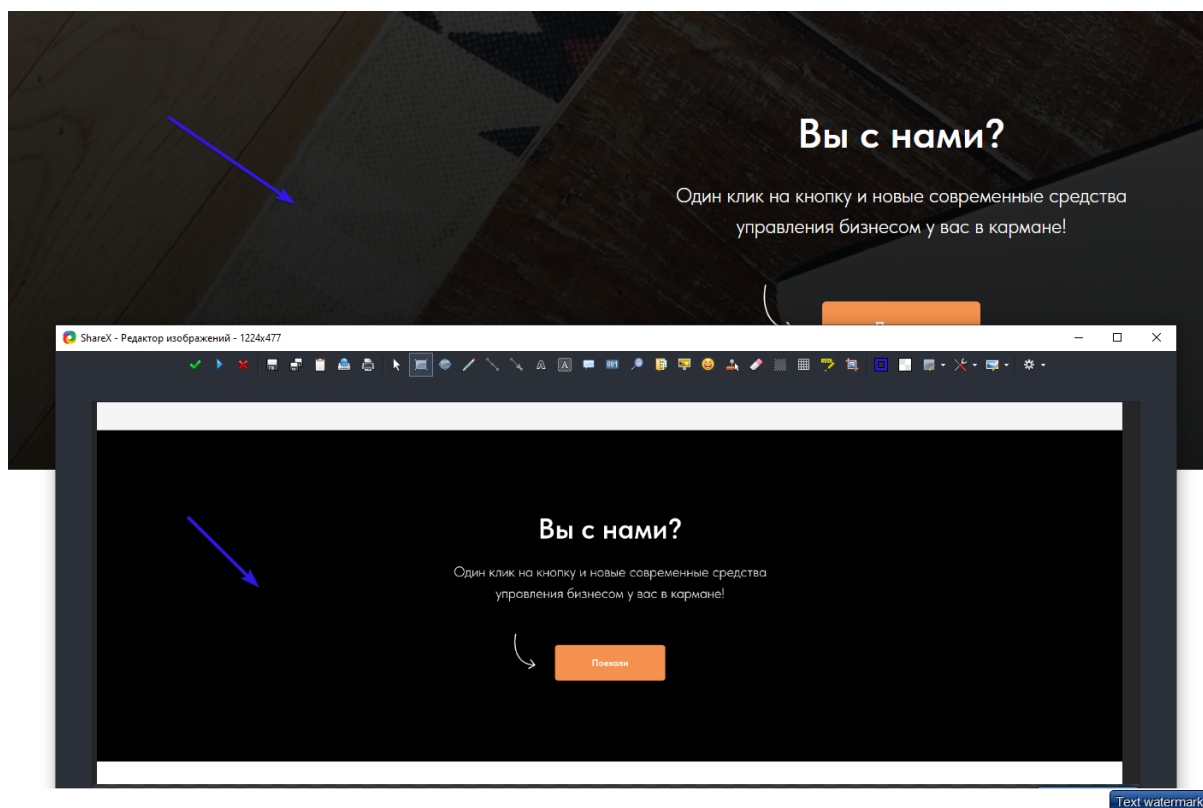 Вы с нами?
Один клик на кнопку и новые современные средства
управления бизнесом у вас в кармане!
ShareX - Редактор изображений - 1224x477
Вы с нами?
Один клик на кнопку и новые современные средства
управления бизнесом у вас в кармане!
Поехали
Text watermark